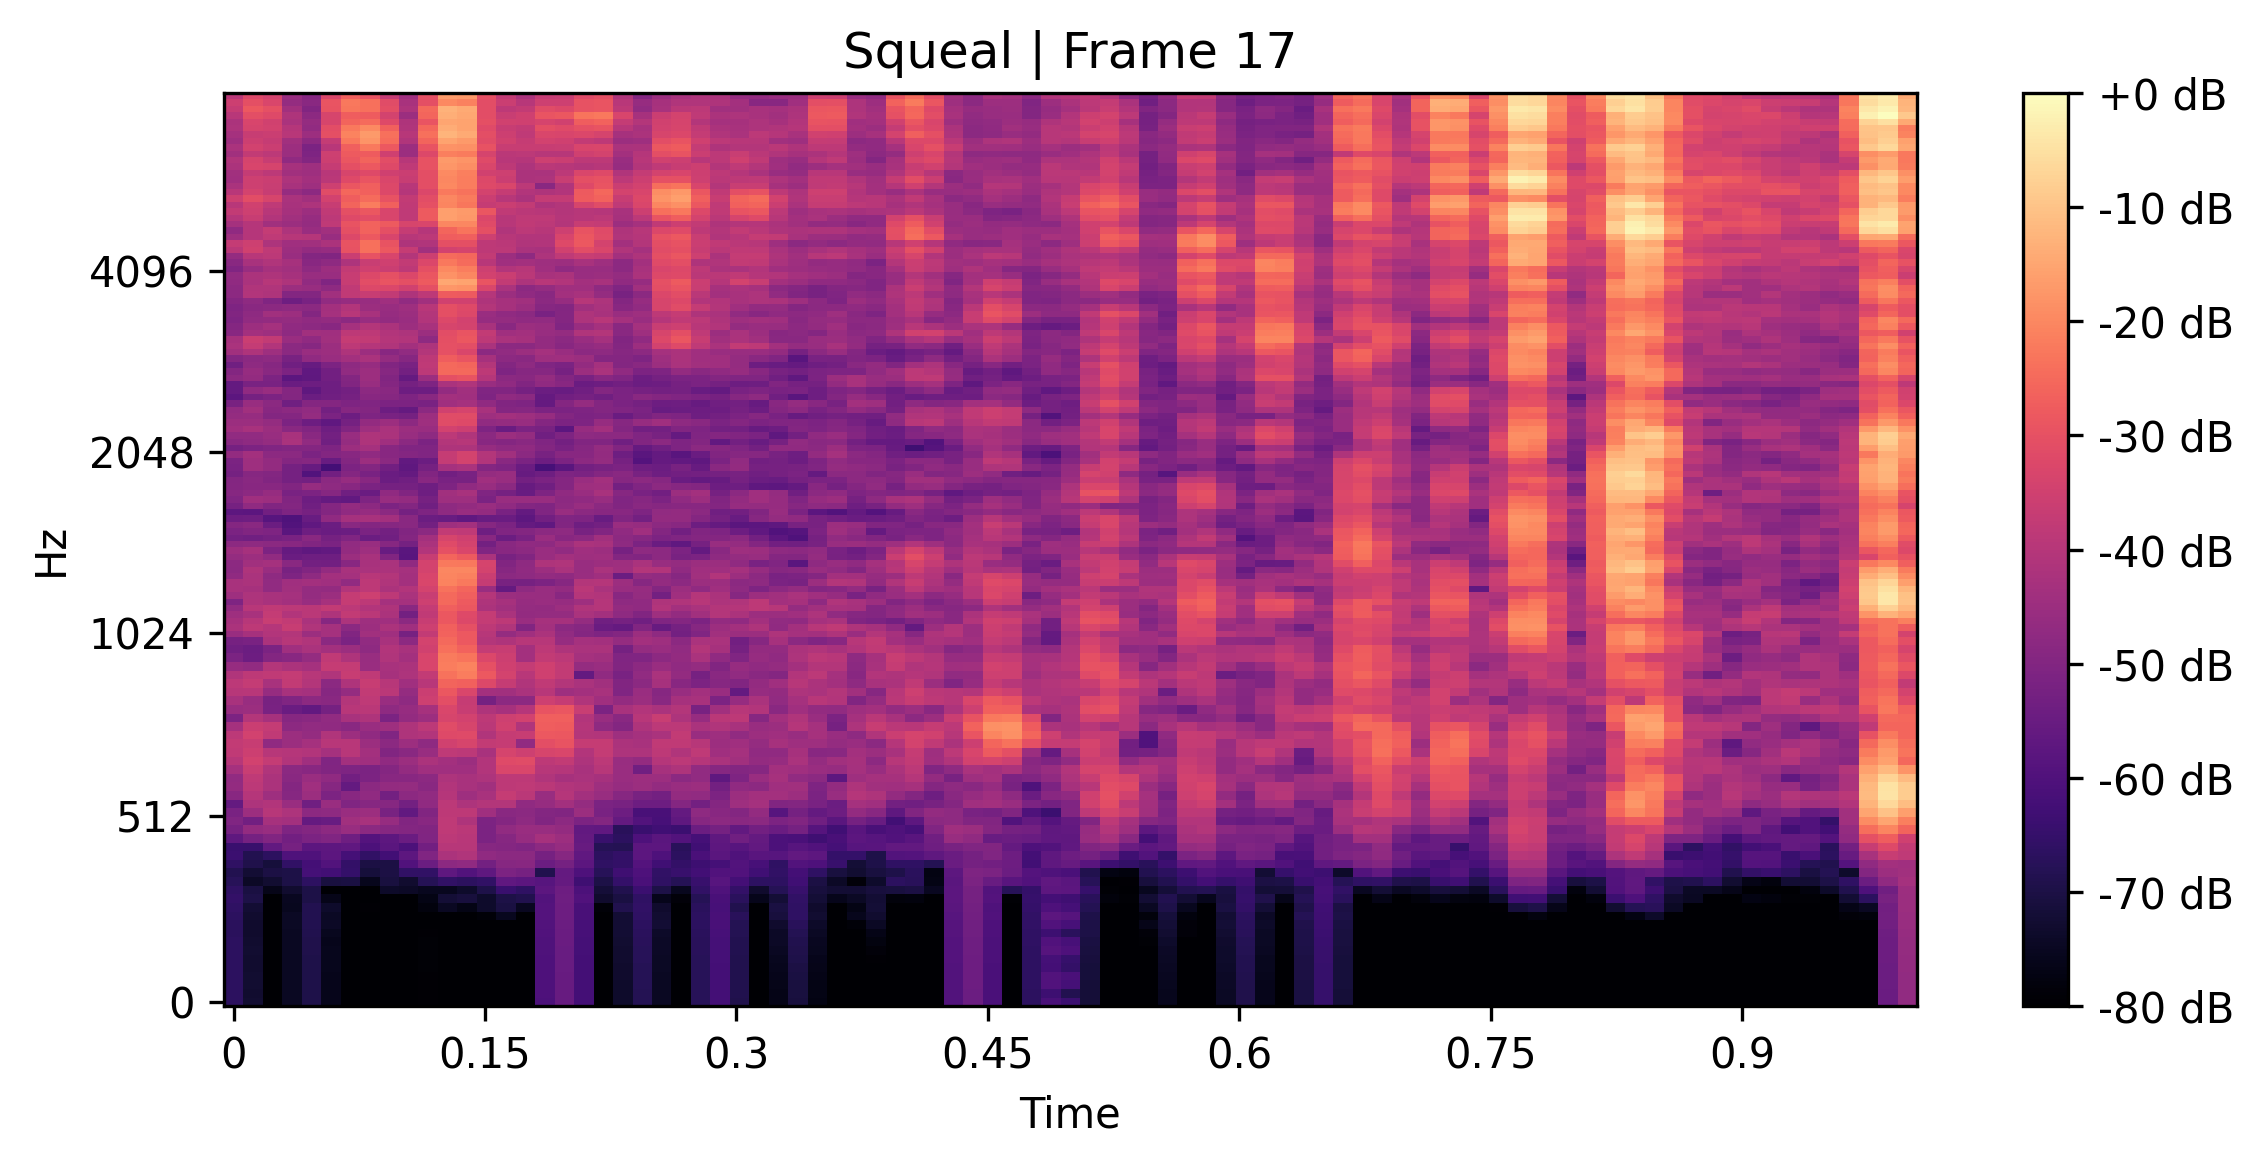 Squeal | Frame 17
+0 dB
-10 dB
-20 dB
-30 dB
-40 dB
-50 dB
-60 dB
-70 dB
-80 dB
Hz
4096
2048
1024
512
0
0 0.15 0.3 0.45 0.6 0.75 0.9
Time